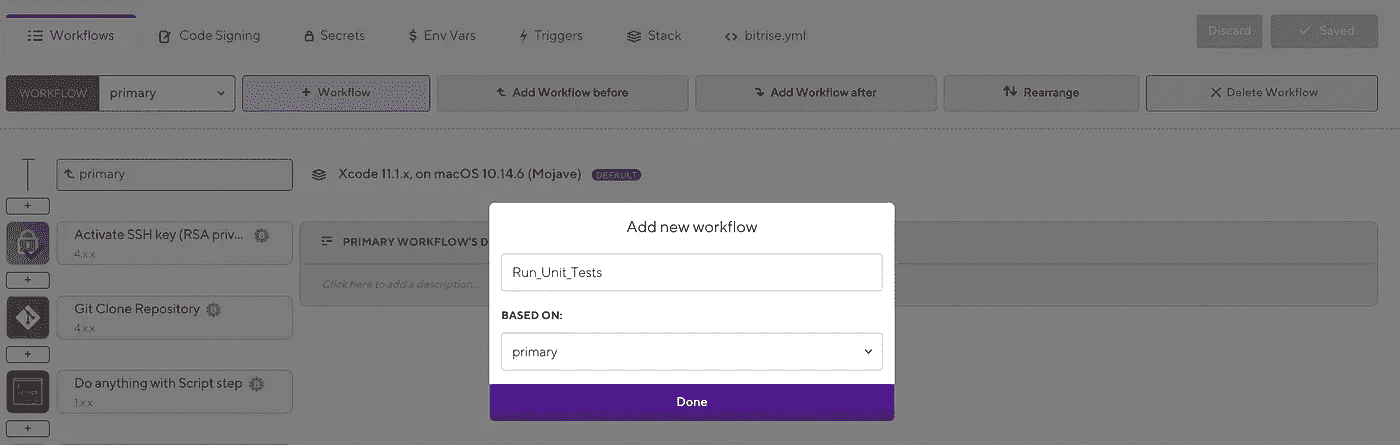 Workflows Code Signing Secrets $ Env Vars Triggers Stack <> bitrise.yml Discard Saved
WORKFLOW primary + Workflow Add Workflow before Add Workflow after Rearrange Delete Workflow
primary Xcode 11.1.x, on macOS 10.14.6 (Mojave) DEFAULT
+
Add new workflow
Activate SSH key (RSA priv...
4.x.x
PRIMARY WORKFLOW'S D
Run_Unit_Tests
+
Click here to add a description...
Git Clone Repository
4.x.x
BASED ON:
+
primary
Do anything with Script step
1.x.x
Done
+